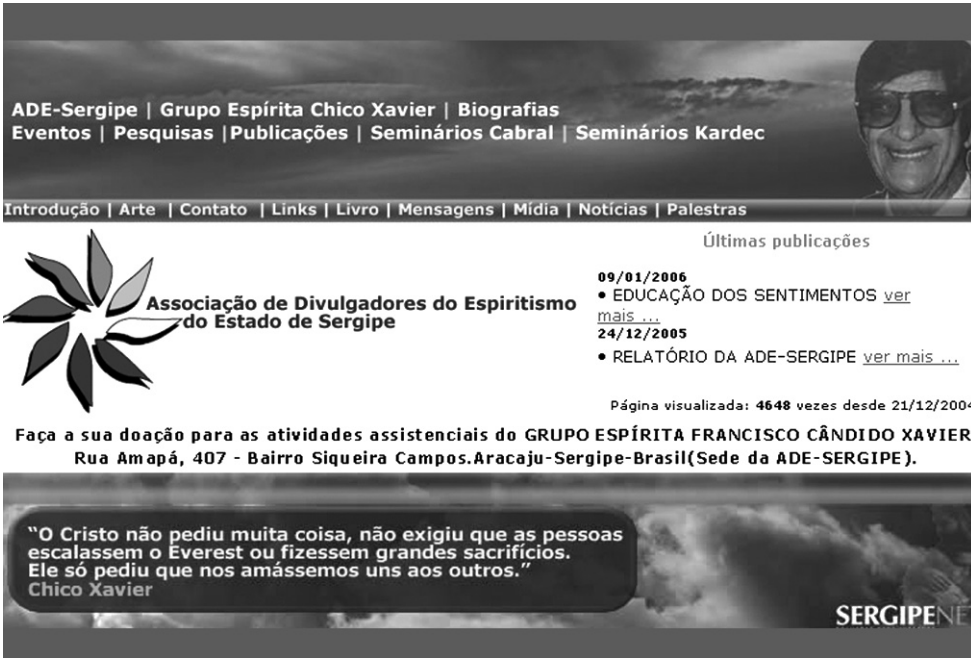 ADE-Sergipe | Grupo Espírita Chico Xavier | Biografias
Eventos | Pesquisas |Publicações | Seminários Cabral | Seminários Kardec
Introdução | Arte | Contato | Links | Livro | Mensagens | Mídia | Notícias | Palestras
Associação de Divulgadores do Espiritismo
do Estado de Sergipe
Últimas publicações
09/01/2006
• EDUCAÇÃO DOS SENTIMENTOS ver
mais ...
24/12/2005
• RELATÓRIO DA ADE-SERGIPE ver mais ...
Página visualizada: 4648 vezes desde 21/12/2004
Faça a sua doação para as atividades assistenciais do GRUPO ESPÍRITA FRANCISCO CÂNDIDO XAVIER
Rua Amapá, 407 - Bairro Siqueira Campos.Aracaju-Sergipe-Brasil(Sede da ADE-SERGIPE).
“O Cristo não pediu muita coisa, não exigiu que as pessoas
escalassem o Everest ou fizessem grandes sacrifícios.
Ele só pediu que nos amássemos uns aos outros.”
Chico Xavier
SERGIPENE